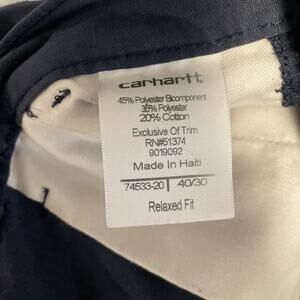 carhartt
45% Polyester Bicomponent
35% Polyester
20% Cotton
Exclusive Of Trim
RN#51374
9019092
Made In Haiti
74533-20 40/30
Relaxed Fit